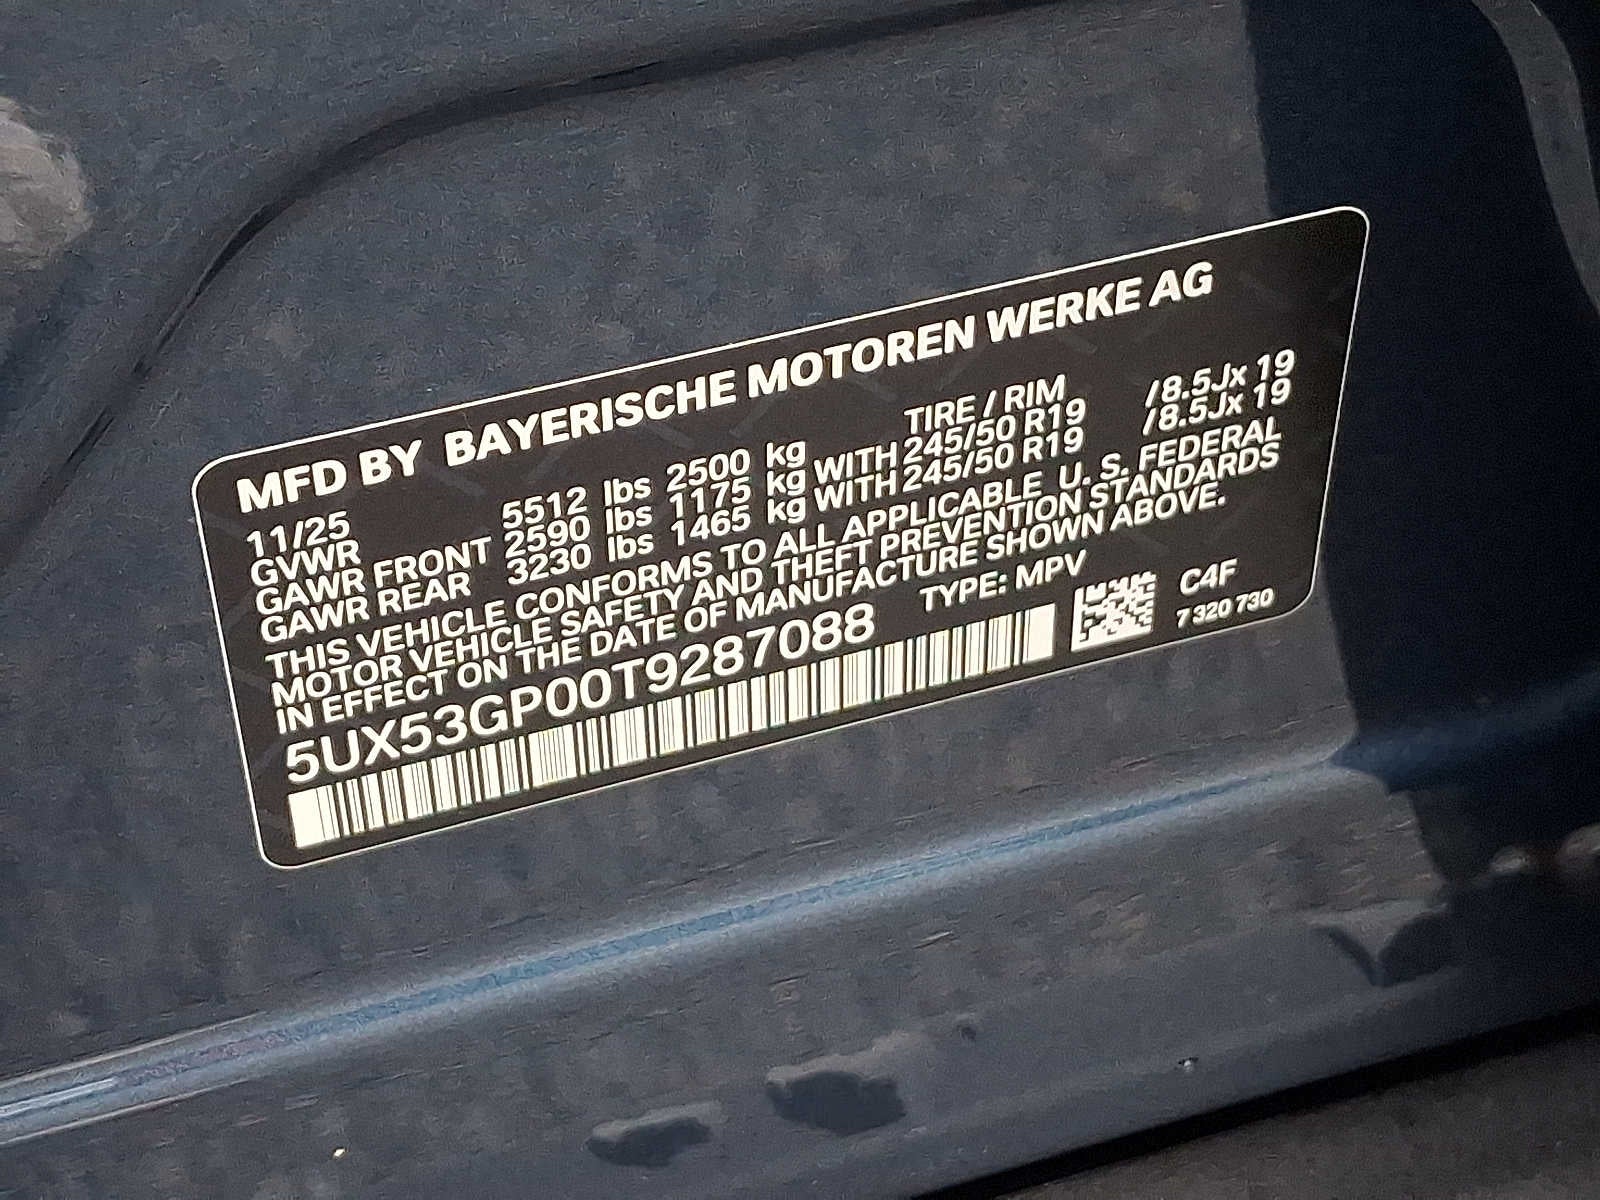 MFD BY BAYERISCHE MOTOREN WERKE AG
11/25 TIRE / RIM
GVWR 5512 lbs 2500 kg
GAWR FRONT 2590 lbs 1175 kg WITH 245/50 R19 /8.5Jx 19
GAWR REAR 3230 lbs 1465 kg WITH 245/50 R19 /8.5Jx 19
THIS VEHICLE CONFORMS TO ALL APPLICABLE U. S. FEDERAL
MOTOR VEHICLE SAFETY AND THEFT PREVENTION STANDARDS
IN EFFECT ON THE DATE OF MANUFACTURE SHOWN ABOVE.
5UX53GP00T9287088 TYPE: MPV
C4F
7 320 730